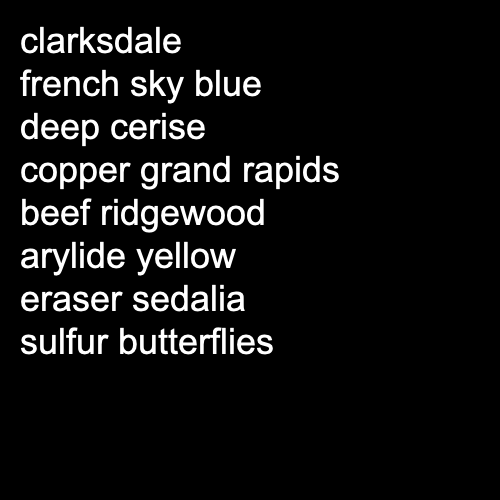 clarksdale
french sky blue
deep cerise
copper grand rapids
beef ridgewood
arylide yellow
eraser sedalia
sulfur butterflies